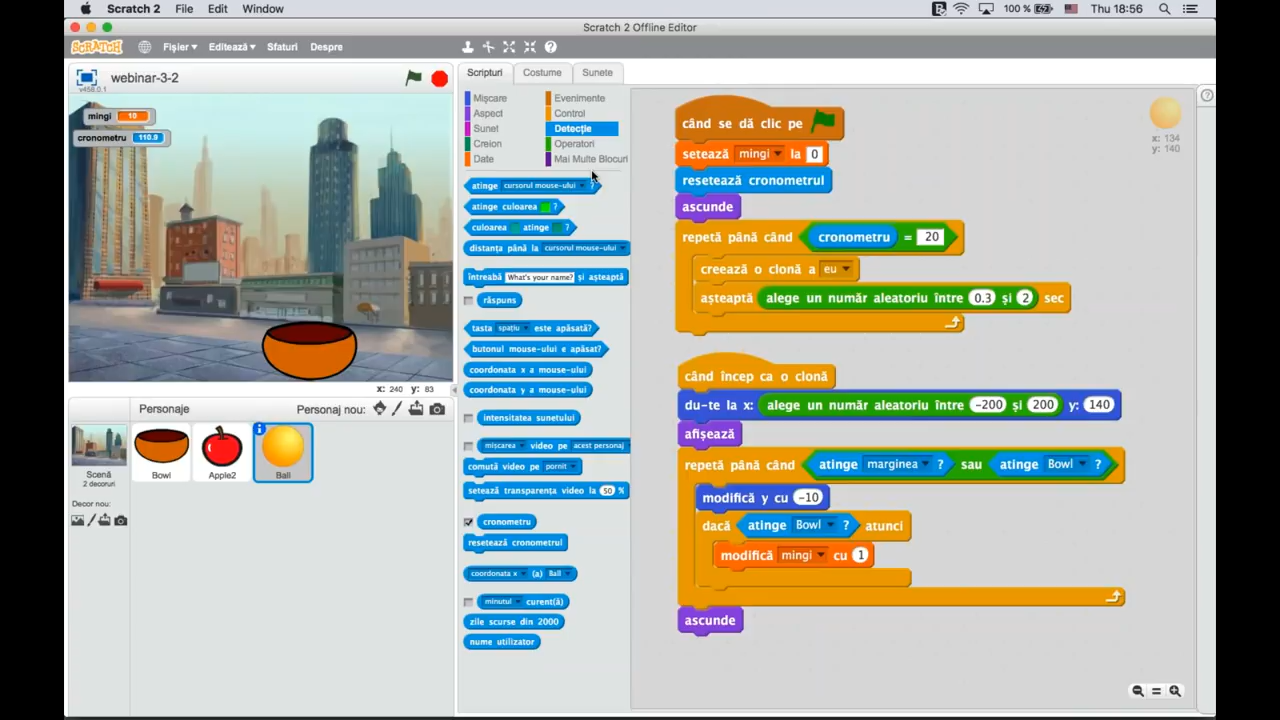 Scratch 2 File Edit Window 100 % Thu 18:56
Scratch 2 Offline Editor
SCRATCH Fișier Editează Sfaturi Despre
webinar-3-2
v458.0.1
mingi 10
cronometru 110.9
x: 240 y: 83
Personaje Personaj nou:
Scenă
2 decoruri
Decor nou:
Bowl Apple2 Ball
Scripturi Costume Sunete
Mișcare Evenimente
Aspect Control
Sunet Detecție
Creion Operatori
Date Mai Multe Blocuri
atinge cursorul mouse-ului ?
atinge culoarea ?
culoarea atinge ?
distanța până la cursorul mouse-ului
întreabă What's your name? și așteaptă
răspuns
tasta spațiu este apăsată?
butonul mouse-ului e apăsat?
coordonata x a mouse-ului
coordonata y a mouse-ului
intensitatea sunetului
mișcarea video pe acest personaj
comută video pe pornit
setează transparența video la 50 %
cronometru
resetează cronometrul
coordonata x (a) Ball
minutul curent(ă)
zile scurse din 2000
nume utilizator
când se dă clic pe
setează mingi la 0
resetează cronometrul
ascunde
repetă până când cronometru = 20
creează o clonă a eu
așteaptă alege un număr aleatoriu între 0.3 și 2 sec
când încep ca o clonă
du-te la x: alege un număr aleatoriu între -200 și 200 y: 140
afișează
repetă până când atinge marginea ? sau atinge Bowl ?
modifică y cu -10
dacă atinge Bowl ? atunci
modifică mingi cu 1
ascunde
x: 134
y: 140